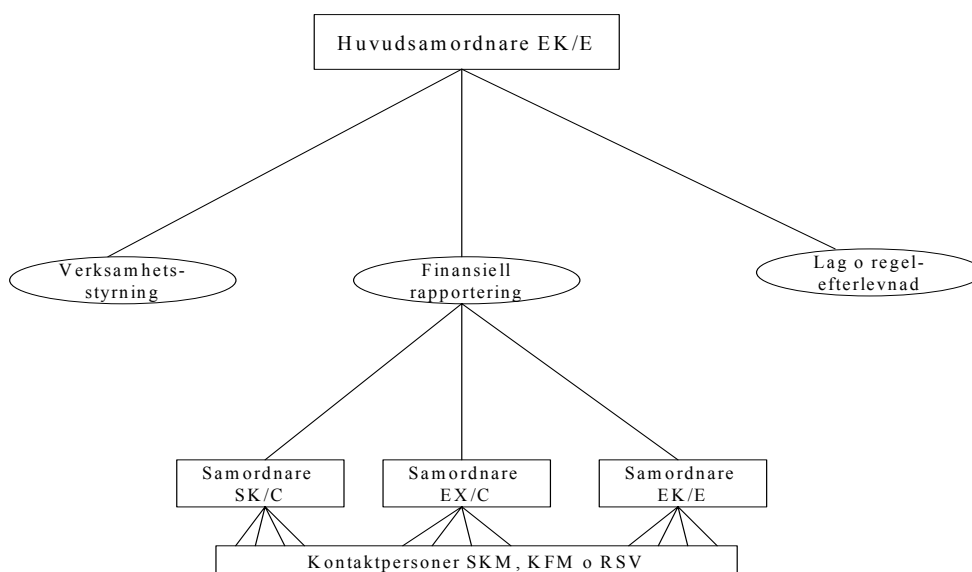 Huvudsamordnare EK/E
Verksamhets-
styrning
Finansiell
rapportering
Lag o regel-
efterlevnad
Samordnare
SK/C
Samordnare
EX/C
Samordnare
EK/E
Kontaktpersoner SKM, KFM o RSV